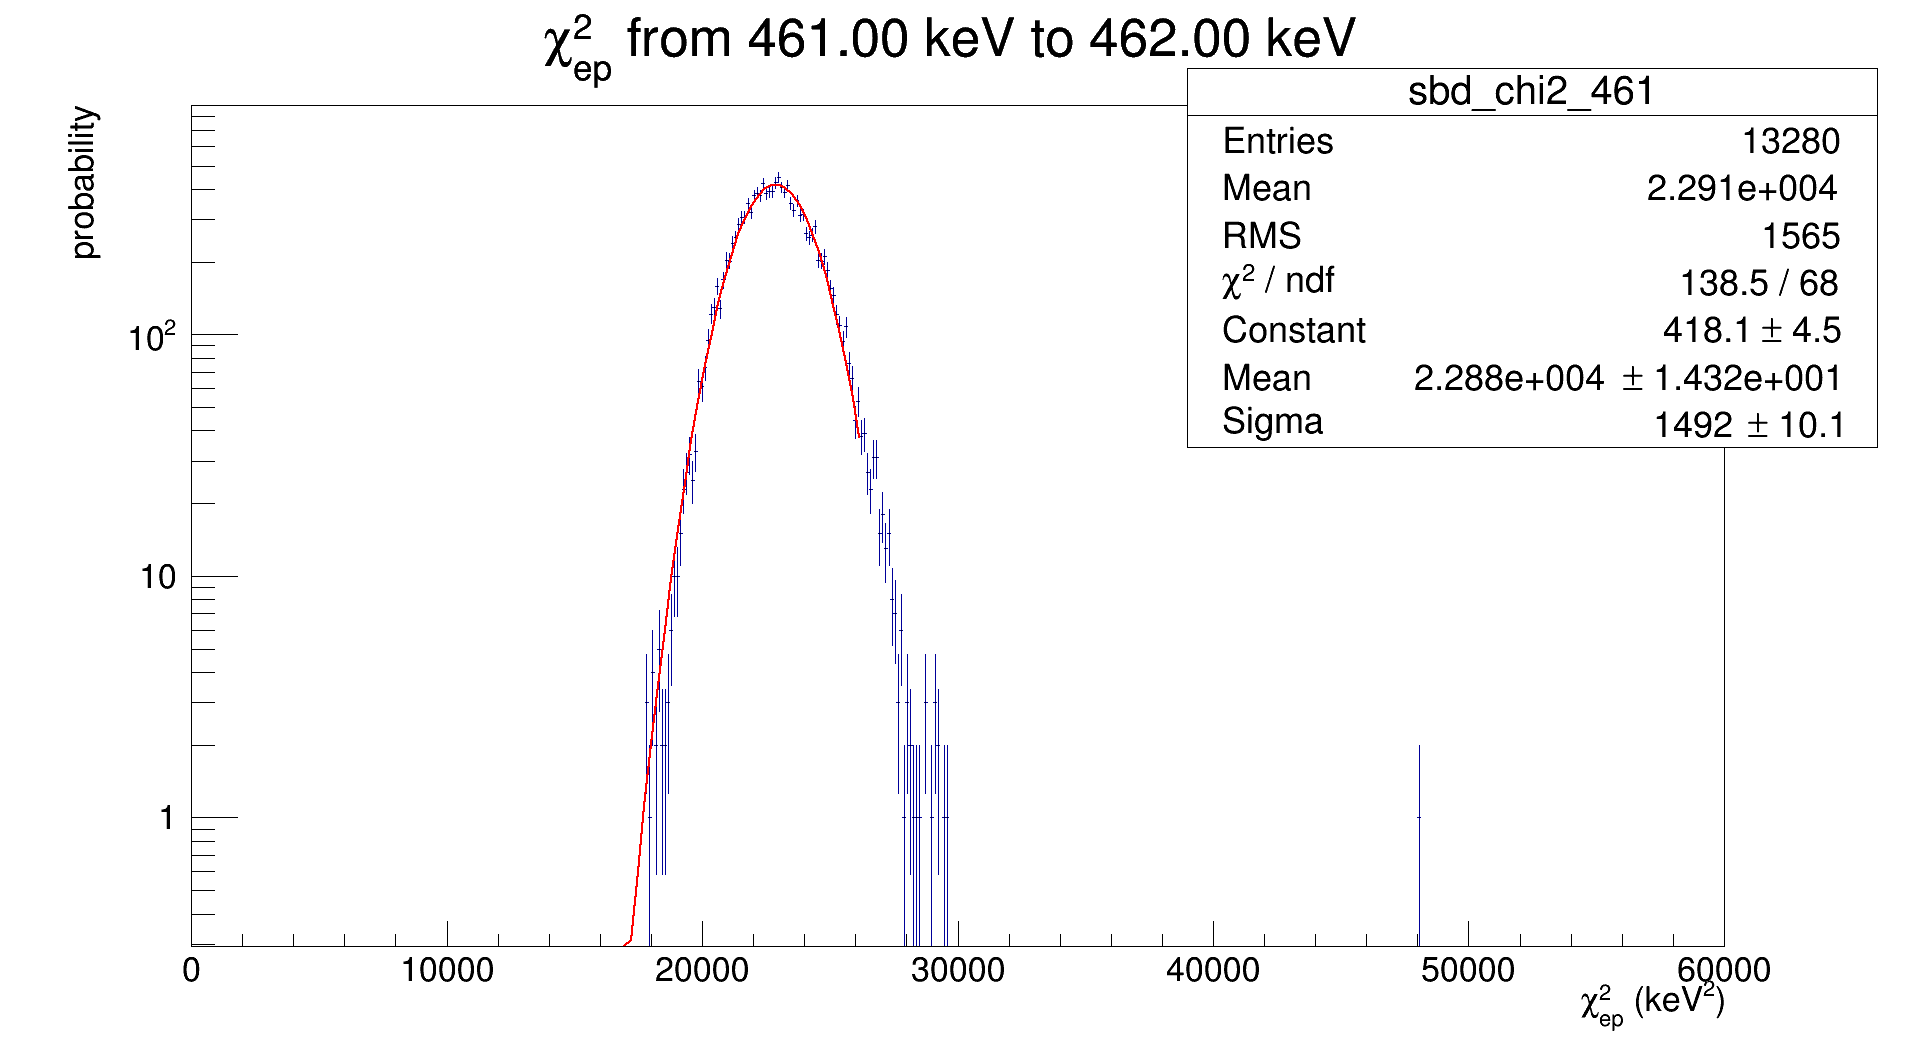 χ²ep from 461.00 keV to 462.00 keV
sbd_chi2_461
Entries 13280
Mean 2.291e+004
RMS 1565
χ² / ndf 138.5 / 68
Constant 418.1 ± 4.5
Mean 2.288e+004 ± 1.432e+001
Sigma 1492 ± 10.1
probability
10²
10
1
0 10000 20000 30000 40000 50000 60000
χ²ep (keV²)